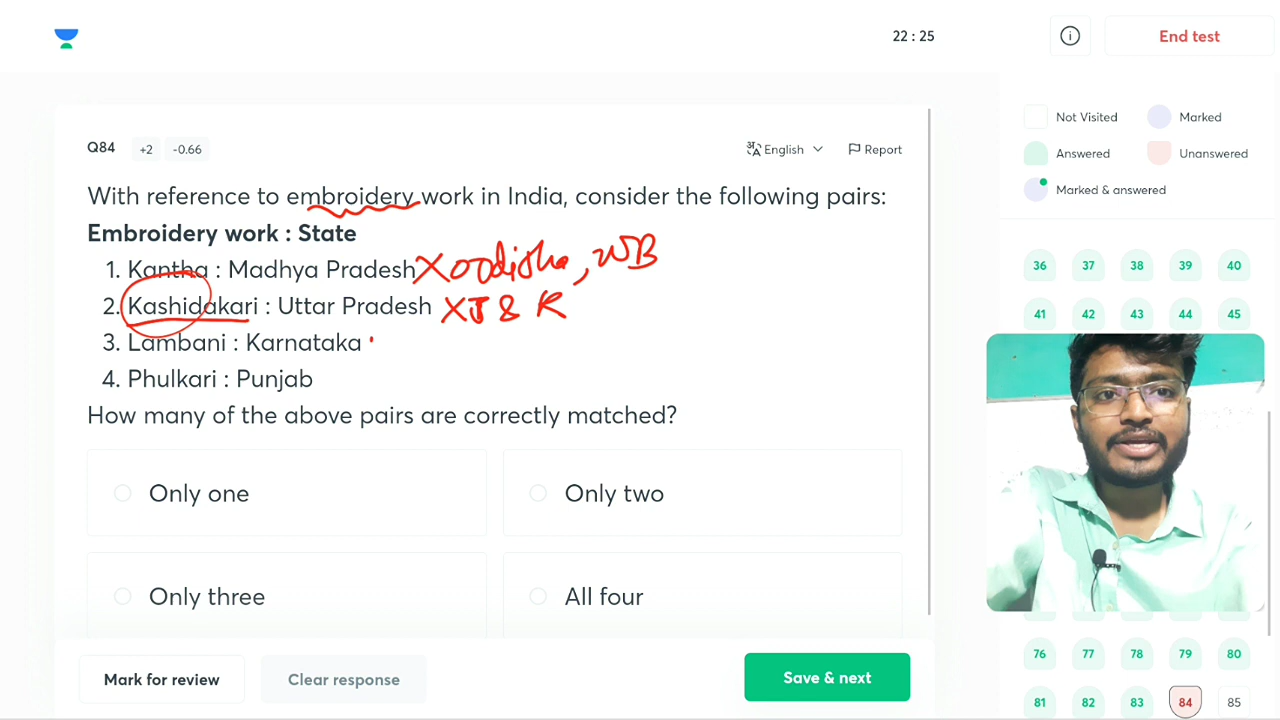 22 : 25
End test
Q84 +2 -0.66 English Report
With reference to embroidery work in India, consider the following pairs:
Embroidery work : State
1. Kantha : Madhya Pradesh X Oodisha, WB
2. Kashidakari : Uttar Pradesh X J & K
3. Lambani : Karnataka
4. Phulkari : Punjab
How many of the above pairs are correctly matched?
Only one
Only two
Only three
All four
Mark for review
Clear response
Save & next
Not Visited
Marked
Answered
Unanswered
Marked & answered
36 37 38 39 40
41 42 43 44 45
76 77 78 79 80
81 82 83 84 85